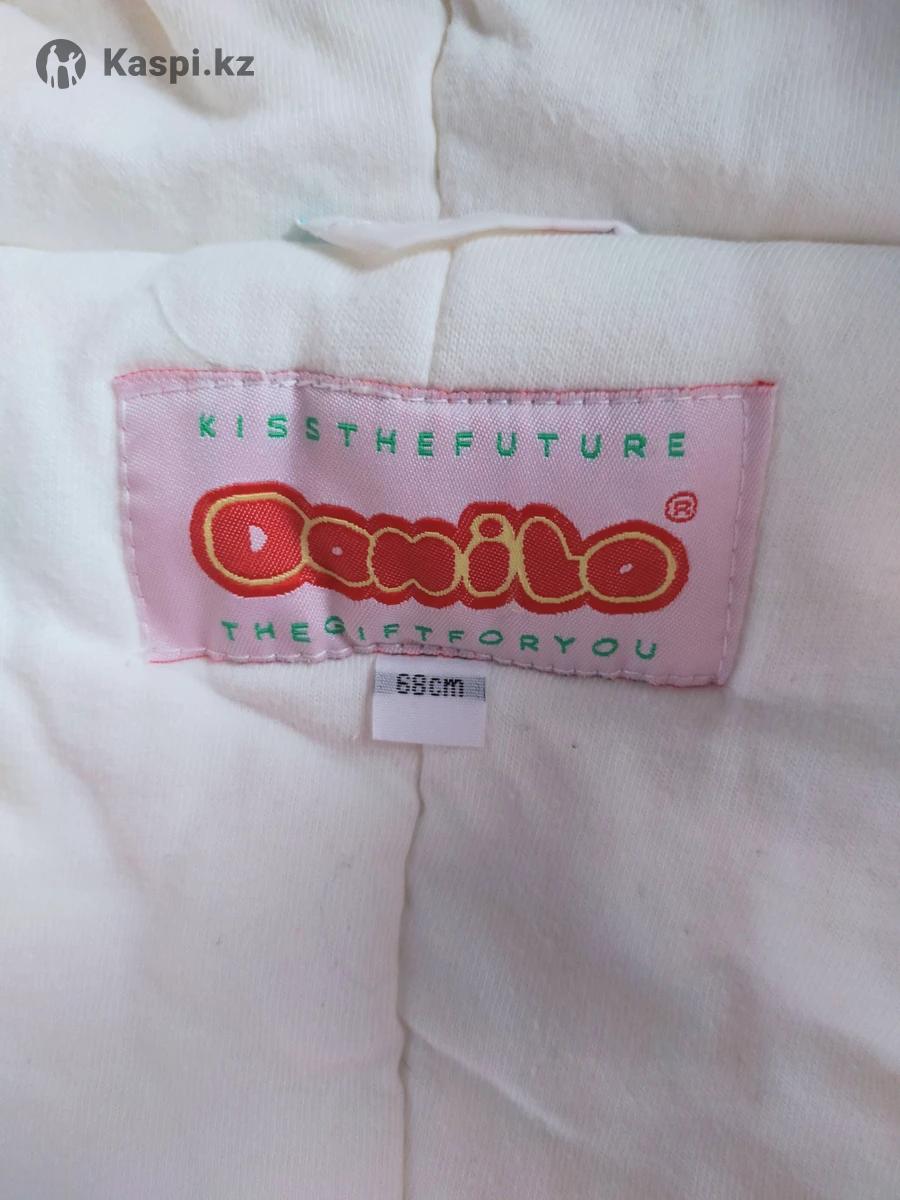 Kaspi.kz
KISSTHEFUTURE
Danilo®
THEGIFTFORYOU
68cm